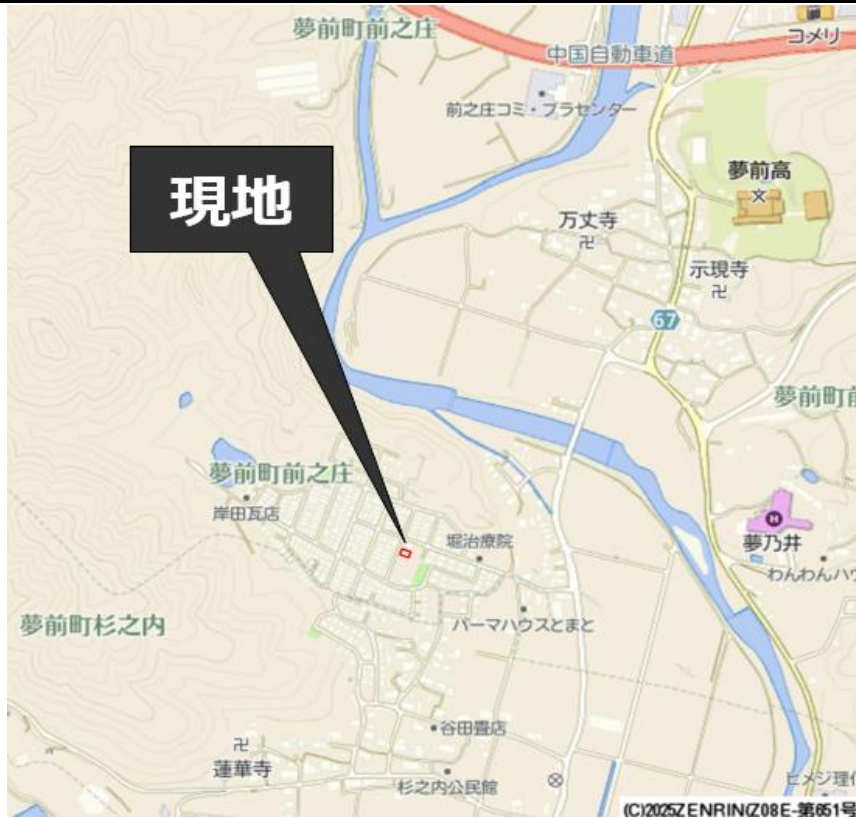 夢前町前之庄
コメリ
中国自動車道
前之庄コミ・プラセンター
現地
夢前高
万丈寺
示現寺
67
夢前町前
夢前町前之庄
岸田瓦店
堀治療院
H
夢乃井
わんわんハウ
夢前町杉之内
パーマハウスとまと
谷田畳店
蓮華寺
杉之内公民館
ヒメジ理化
(C)2025ZENRIN(Z08E-第651号